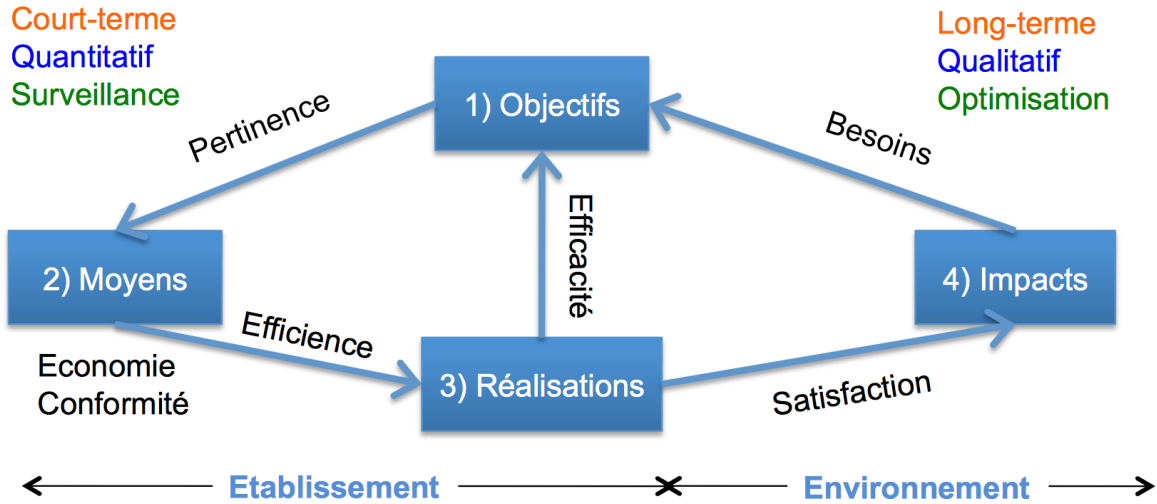 Court-terme
Quantitatif
Surveillance
Long-terme
Qualitatif
Optimisation
1) Objectifs
Pertinence
Besoins
Efficacité
2) Moyens
4) Impacts
Efficience
Economie
Conformité
3) Réalisations
Satisfaction
Etablissement
Environnement